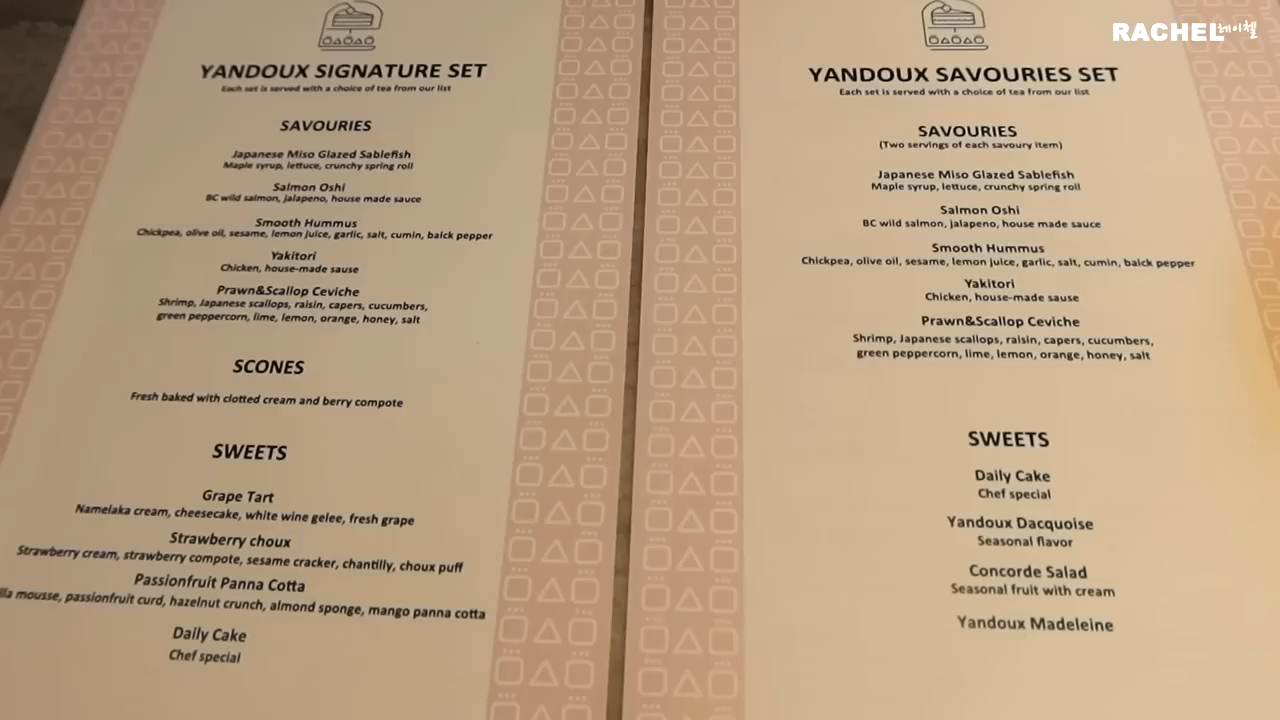 RACHEL레이첼
YANDOUX SIGNATURE SET
Each set is served with a choice of tea from our list
SAVOURIES
Japanese Miso Glazed Sablefish
Maple syrup, lettuce, crunchy spring roll
Salmon Oshi
BC wild salmon, jalapeno, house made sauce
Smooth Hummus
Chickpea, olive oil, sesame, lemon juice, garlic, salt, cumin, balck pepper
Yakitori
Chicken, house-made sause
Prawn&Scallop Ceviche
Shrimp, Japanese scallops, raisin, capers, cucumbers,
green peppercorn, lime, lemon, orange, honey, salt
SCONES
Fresh baked with clotted cream and berry compote
SWEETS
Grape Tart
Namelaka cream, cheesecake, white wine gelee, fresh grape
Strawberry choux
Strawberry cream, strawberry compote, sesame cracker, chantilly, choux puff
Passionfruit Panna Cotta
mousse, passionfruit curd, hazelnut crunch, almond sponge, mango panna cotta
Daily Cake
Chef special
YANDOUX SAVOURIES SET
Each set is served with a choice of tea from our list
SAVOURIES
(Two servings of each savoury item)
Japanese Miso Glazed Sablefish
Maple syrup, lettuce, crunchy spring roll
Salmon Oshi
BC wild salmon, jalapeno, house made sauce
Smooth Hummus
Chickpea, olive oil, sesame, lemon juice, garlic, salt, cumin, balck pepper
Yakitori
Chicken, house-made sause
Prawn&Scallop Ceviche
Shrimp, Japanese scallops, raisin, capers, cucumbers,
green peppercorn, lime, lemon, orange, honey, salt
SWEETS
Daily Cake
Chef special
Yandoux Dacquoise
Seasonal flavor
Concorde Salad
Seasonal fruit with cream
Yandoux Madeleine